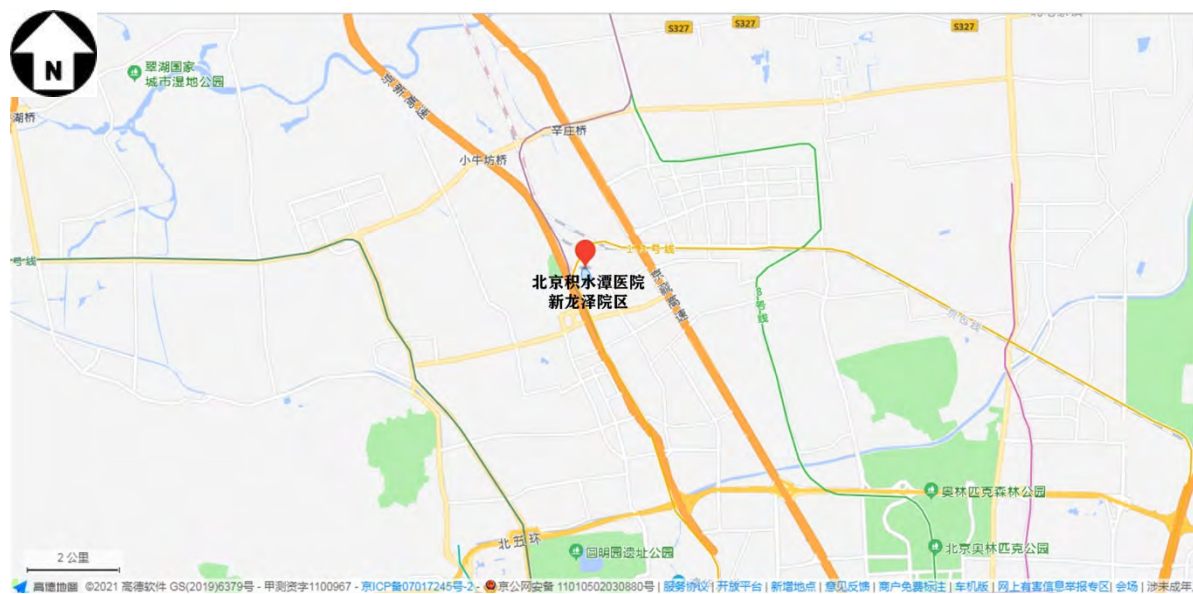 N
S327
S327
S327
翠湖国家
城市湿地公园
京新高速
湖桥
辛庄桥
小牛坊桥
号线
13号线
北京积水潭医院
新龙泽院区
京藏高速
8号线
京包线
奥林匹克森林公园
北五环
圆明园遗址公园
北京奥林匹克公园
2 公里
高德地图 ©2021 高德软件 GS(2019)6379号 - 甲测资字1100967 - 京ICP备07017245号-2 - 京公网安备 11010502030880号 | 服务协议 | 开放平台 | 新增地点 | 意见反馈 | 商户免费标注 | 车机版 | 网上有害信息举报专区 | 会场 | 涉未成年